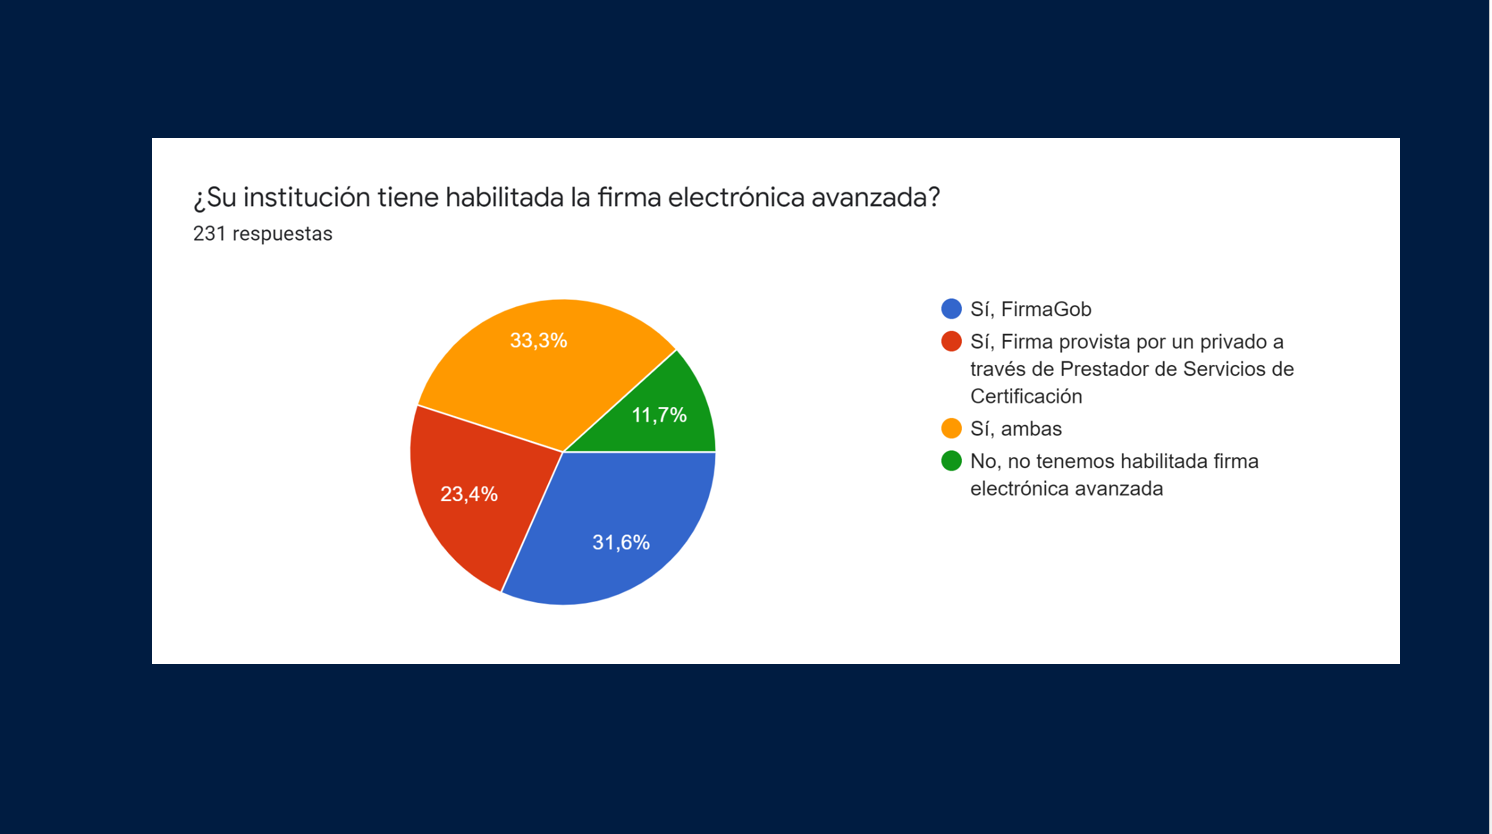 ¿Su institución tiene habilitada la firma electrónica avanzada?
231 respuestas
33,3%
11,7%
23,4%
31,6%
Sí, FirmaGob
Sí, Firma provista por un privado a
través de Prestador de Servicios de
Certificación
Sí, ambas
No, no tenemos habilitada firma
electrónica avanzada